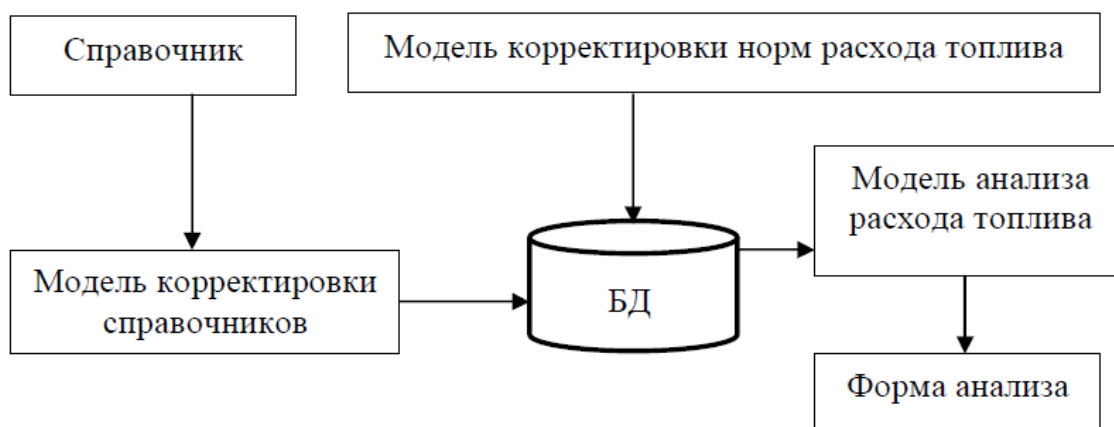 Справочник
Модель корректировки норм расхода топлива
Модель анализа
расхода топлива
Модель корректировки
справочников
БД
Форма анализа